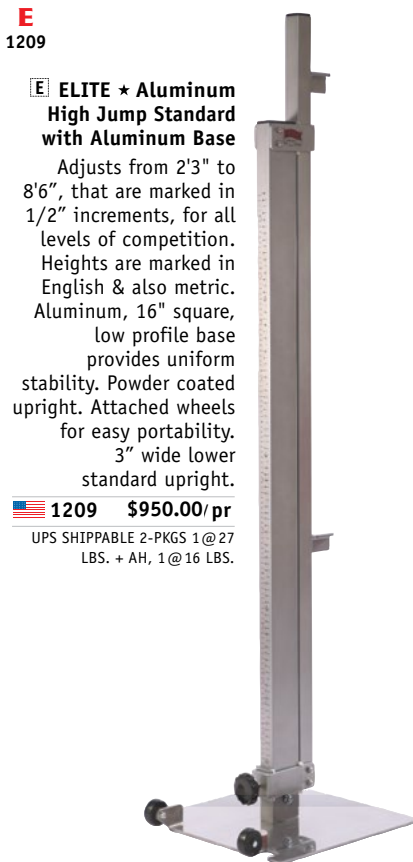 E
1209
E ELITE ★ Aluminum
High Jump Standard
with Aluminum Base
Adjusts from 2'3" to
8'6”, that are marked in
1/2” increments, for all
levels of competition.
Heights are marked in
English & also metric.
Aluminum, 16" square,
low profile base
provides uniform
stability. Powder coated
upright. Attached wheels
for easy portability.
3” wide lower
standard upright.
1209 $950.00/pr
UPS SHIPPABLE 2-PKGS 1@27
LBS. + AH, 1@16 LBS.